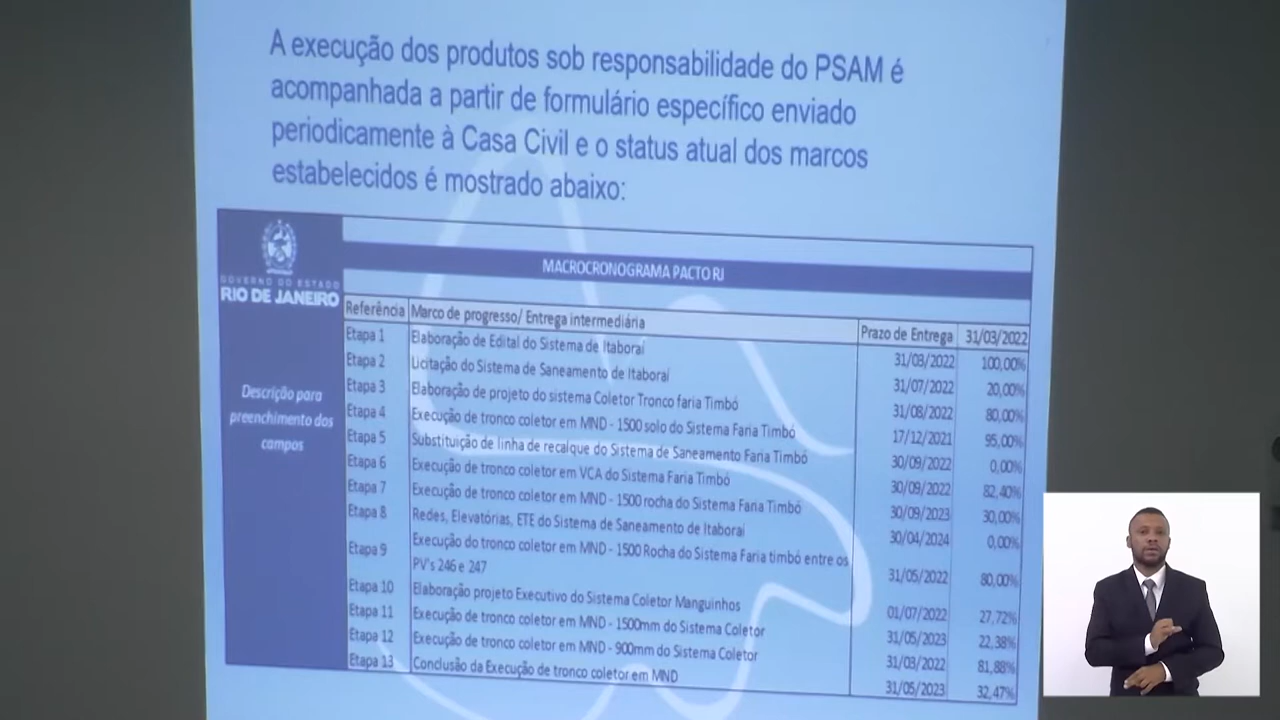 A execução dos produtos sob responsabilidade do PSAM é
acompanhada a partir de formulário específico enviado
periodicamente à Casa Civil e o status atual dos marcos
estabelecidos é mostrado abaixo:
GOVERNO DO ESTADO
RIO DE JANEIRO
Descrição para
preenchimento dos
campos
MACROCRONOGRAMA PACTO RJ
Referência Marco de progresso/ Entrega intermediária Prazo de Entrega 31/03/2022
Etapa 1 Elaboração de Edital do Sistema de Itaboraí 31/03/2022 100,00%
Etapa 2 Licitação do Sistema de Saneamento de Itaboraí 31/07/2022 20,00%
Etapa 3 Elaboração de projeto do sistema Coletor Tronco faria Timbó 31/08/2022 80,00%
Etapa 4 Execução de tronco coletor em MND - 1500 solo do Sistema Faria Timbó 17/12/2021 95,00%
Etapa 5 Substituição de linha de recalque do Sistema de Saneamento Faria Timbó 30/09/2022 0,00%
Etapa 6 Execução de tronco coletor em VCA do Sistema Faria Timbó 30/09/2022 82,40%
Etapa 7 Execução de tronco coletor em MND - 1500 rocha do Sistema Faria Timbó 30/09/2023 30,00%
Etapa 8 Redes, Elevatórias, ETE do Sistema de Saneamento de Itaboraí 30/04/2024 0,00%
Etapa 9 Execução do tronco coletor em MND - 1500 Rocha do Sistema Faria timbó entre os
PV's 246 e 247 31/05/2022 80,00%
Etapa 10 Elaboração projeto Executivo do Sistema Coletor Manguinhos 01/07/2022 27,72%
Etapa 11 Execução de tronco coletor em MND - 1500mm do Sistema Coletor 31/05/2023 22,38%
Etapa 12 Execução de tronco coletor em MND - 900mm do Sistema Coletor 31/03/2022 81,88%
Etapa 13 Conclusão da Execução de tronco coletor em MND 31/05/2023 32,47%